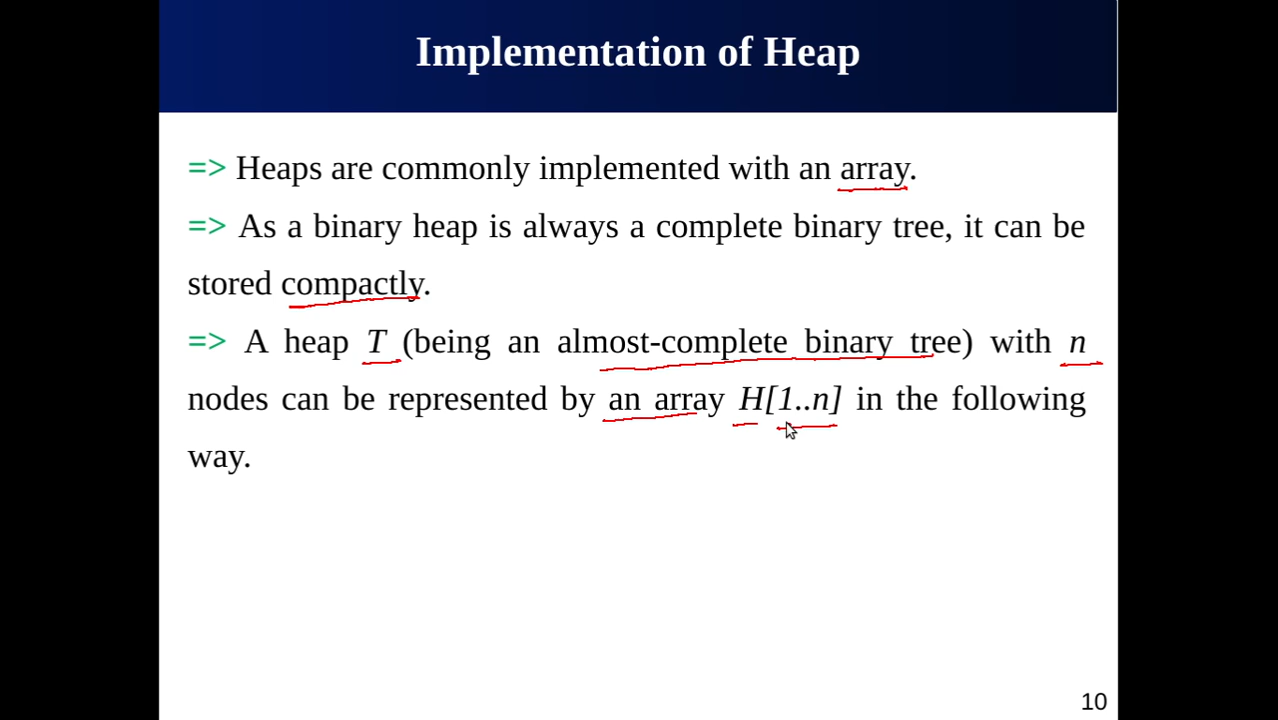 Implementation of Heap
=> Heaps are commonly implemented with an array.
=> As a binary heap is always a complete binary tree, it can be
stored compactly.
=> A heap T (being an almost-complete binary tree) with n
nodes can be represented by an array H[1..n] in the following
way.
10